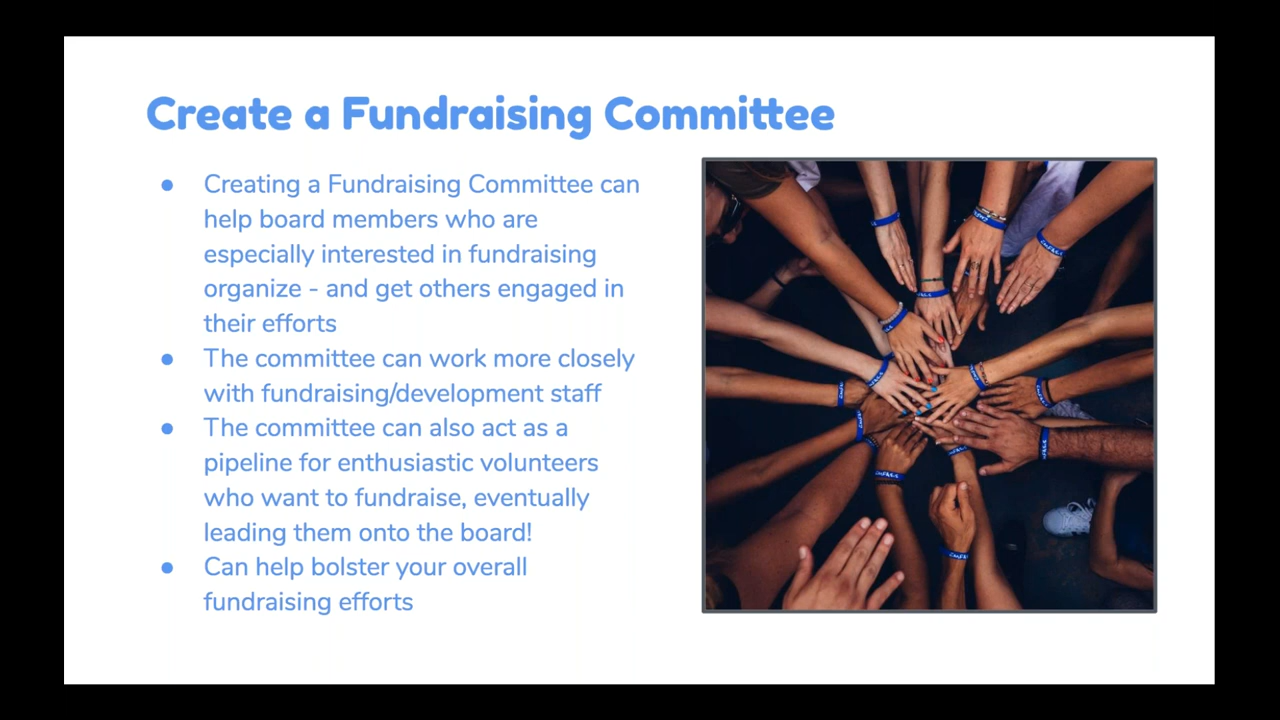 Create a Fundraising Committee
● Creating a Fundraising Committee can
help board members who are
especially interested in fundraising
organize - and get others engaged in
their efforts
● The committee can work more closely
with fundraising/development staff
● The committee can also act as a
pipeline for enthusiastic volunteers
who want to fundraise, eventually
leading them onto the board!
● Can help bolster your overall
fundraising efforts